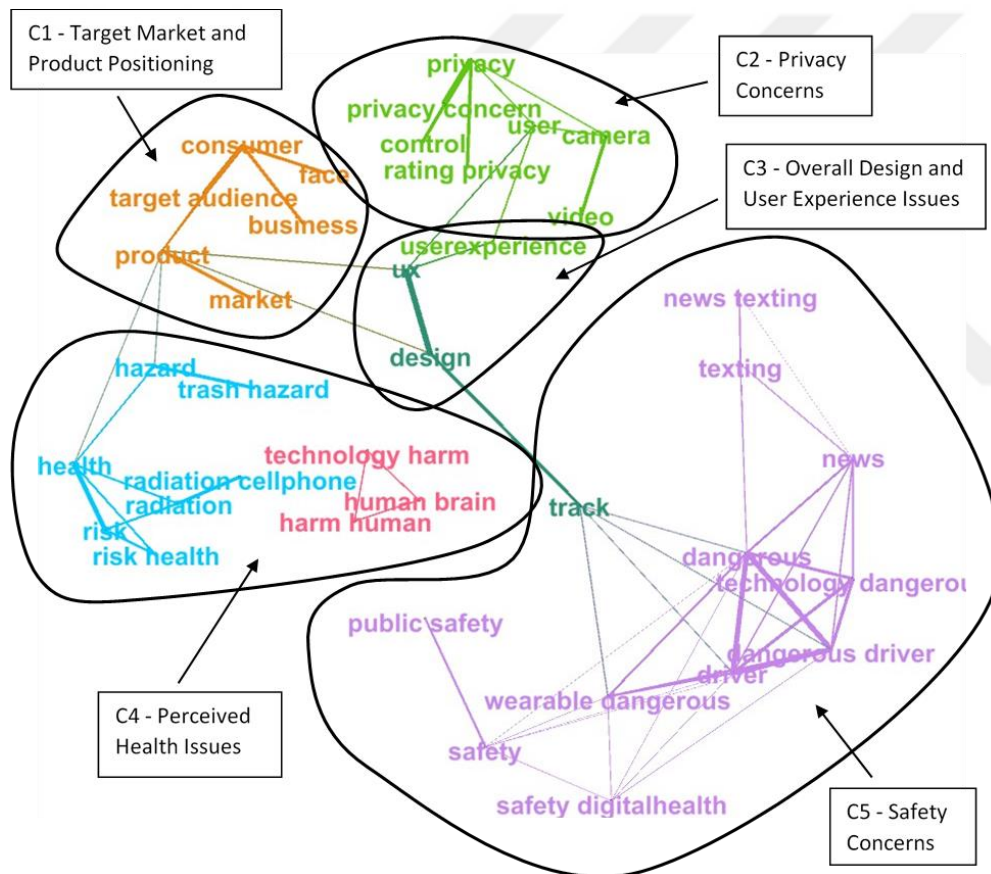 C1 - Target Market and
Product Positioning
C2 - Privacy
Concerns
C3 - Overall Design and
User Experience Issues
privacy
privacy concern
user
camera
control
rating privacy
video
userexperience
consumer
face
target audience
business
product
market
ux
design
hazard
trash hazard
health
radiation cellphone
radiation
risk
risk health
technology harm
human brain
harm human
track
news texting
texting
news
dangerous
technology dangerou
dangerous driver
driver
wearable dangerous
public safety
safety
safety digitalhealth
C4 - Perceived
Health Issues
C5 - Safety
Concerns